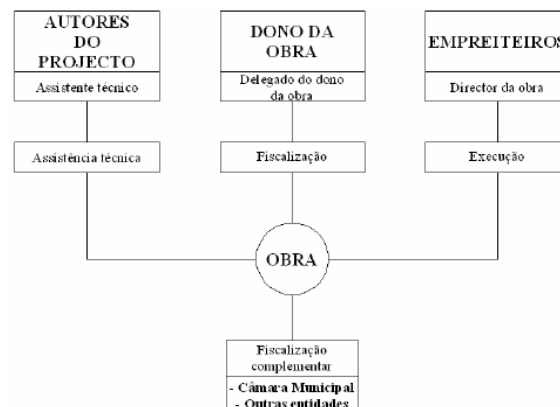 AUTORES
DO
PROJECTO
Assistente técnico
Assistência técnica
DONO DA
OBRA
Delegado do dono
da obra
Fiscalização
EMPREITEIROS
Director da obra
Execução
OBRA
Fiscalização
complementar
- Câmara Municipal
- Outras entidades